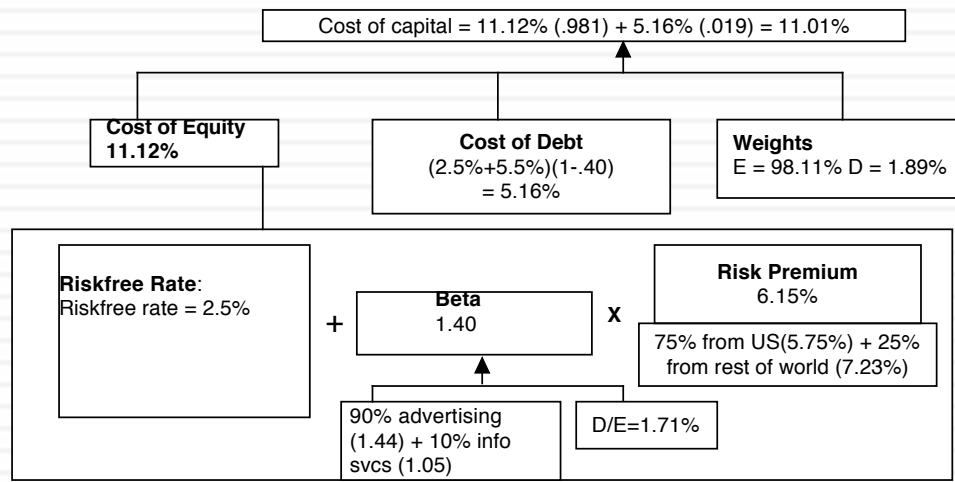 Cost of capital = 11.12% (.981) + 5.16% (.019) = 11.01%
Cost of Equity
11.12%
Cost of Debt
(2.5%+5.5%)(1-.40)
= 5.16%
Weights
E = 98.11% D = 1.89%
Riskfree Rate:
Riskfree rate = 2.5%
+
Beta
1.40
X
Risk Premium
6.15%
75% from US(5.75%) + 25%
from rest of world (7.23%)
90% advertising
(1.44) + 10% info
svcs (1.05)
D/E=1.71%